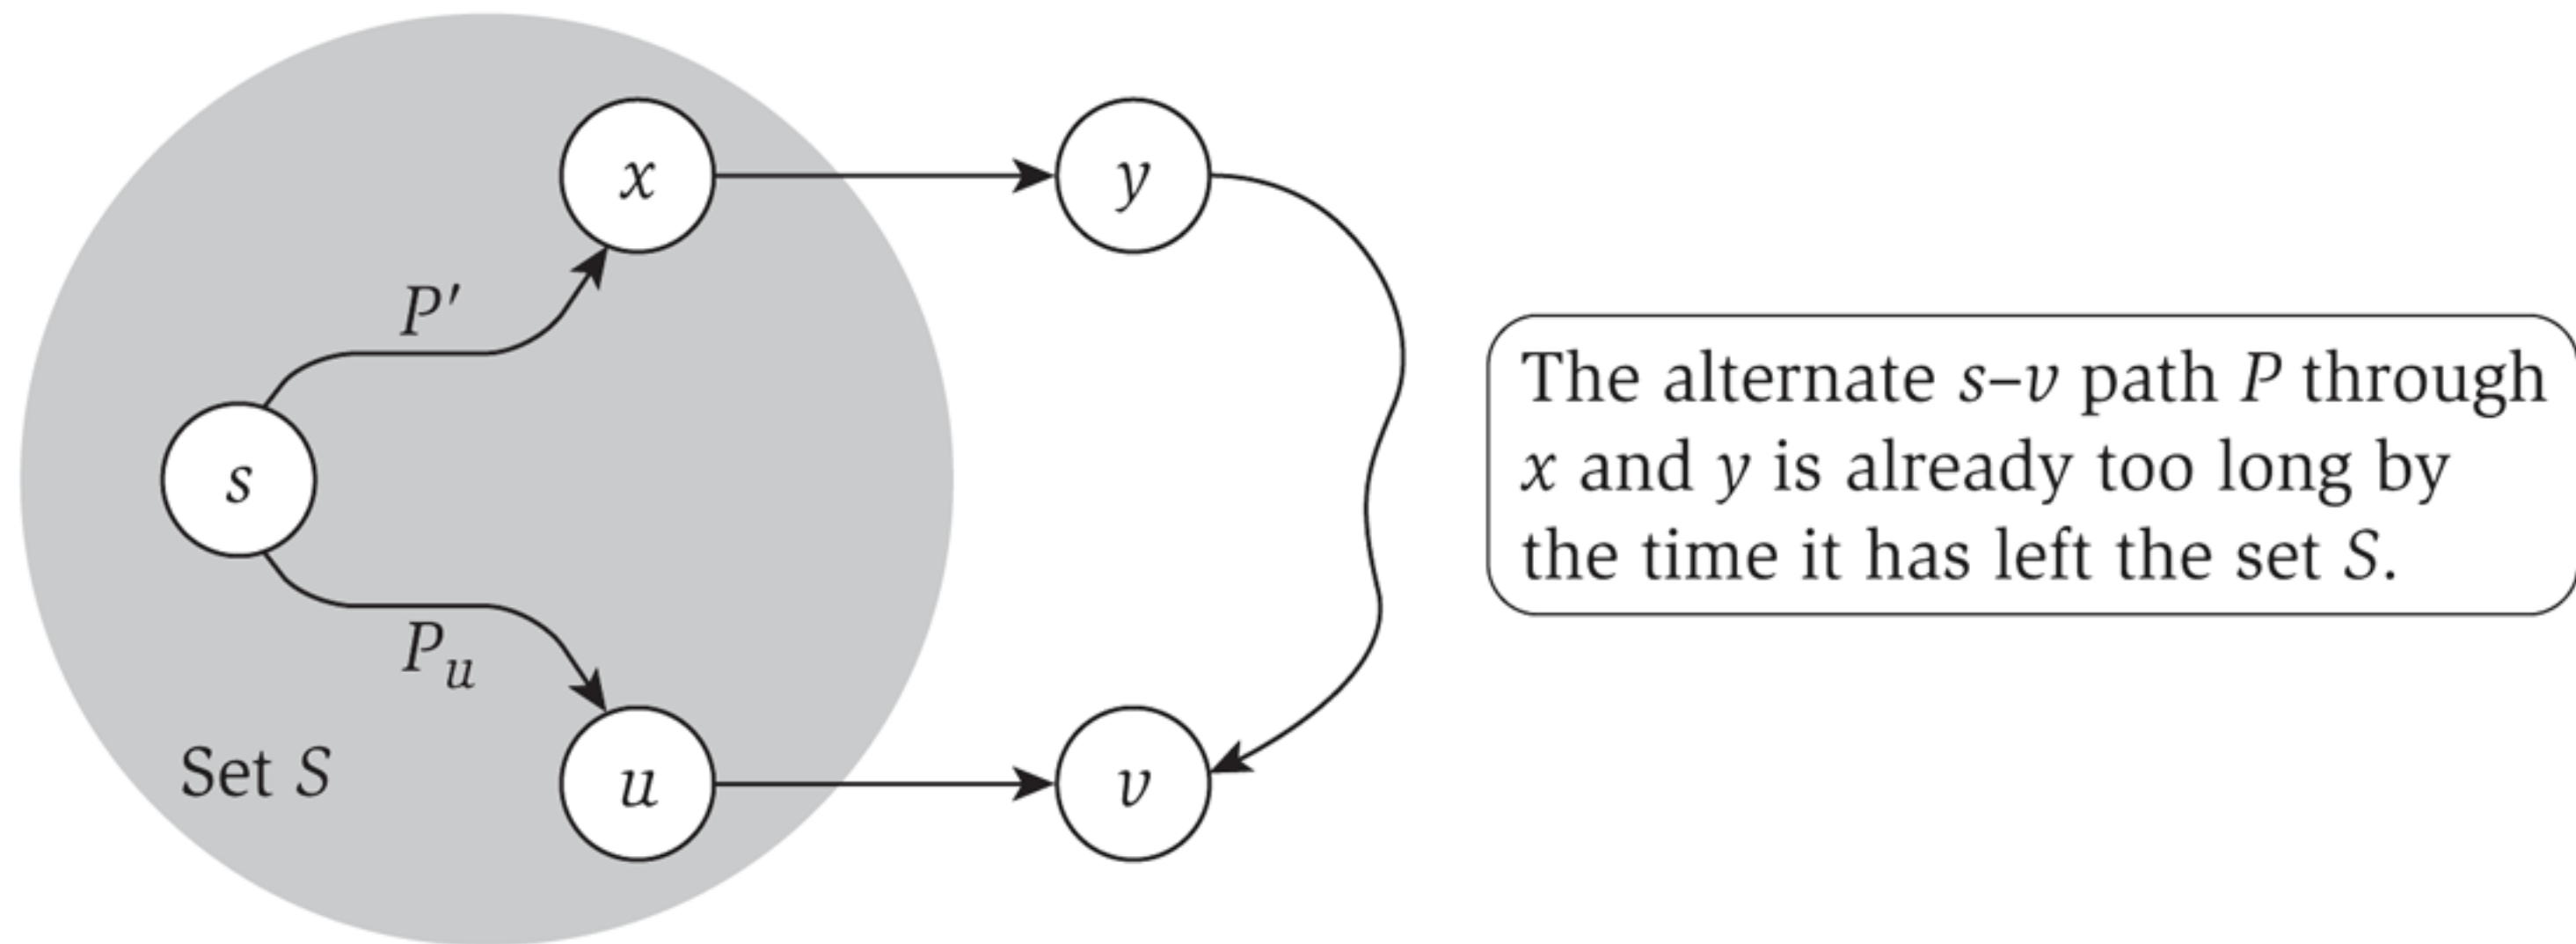 x
y
P′
s
P_u
Set S
u
v
The alternate s–v path P through
x and y is already too long by
the time it has left the set S.